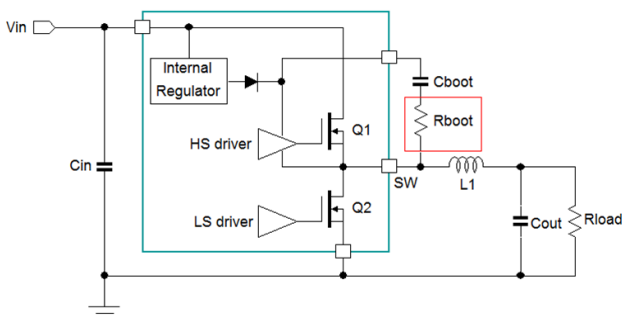 Vin
Internal
Regulator
Cboot
Rboot
Q1
HS driver
Cin
SW
L1
Q2
LS driver
Cout
Rload